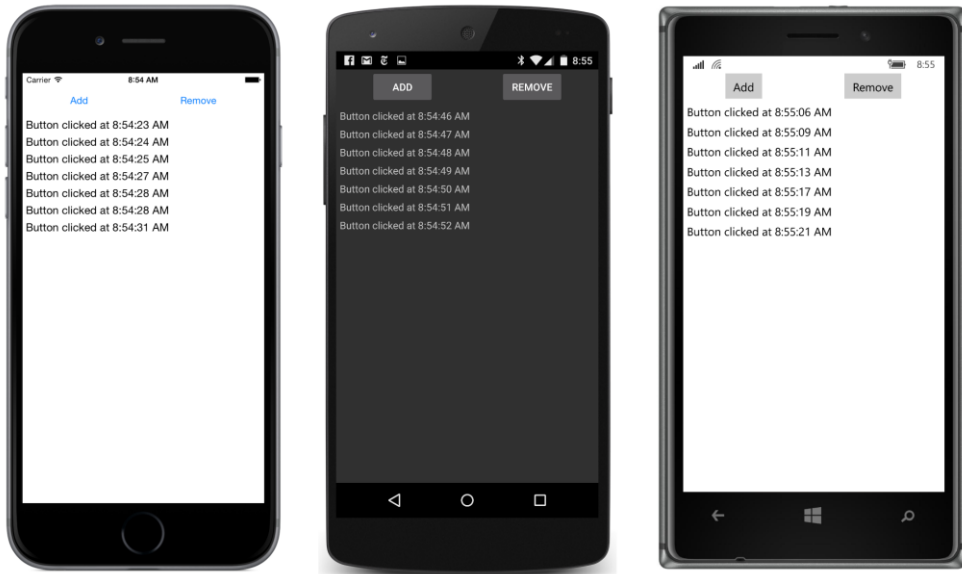 Carrier 8:54 AM
Add Remove
Button clicked at 8:54:23 AM
Button clicked at 8:54:24 AM
Button clicked at 8:54:25 AM
Button clicked at 8:54:27 AM
Button clicked at 8:54:28 AM
Button clicked at 8:54:28 AM
Button clicked at 8:54:31 AM
8:55
ADD REMOVE
Button clicked at 8:54:46 AM
Button clicked at 8:54:47 AM
Button clicked at 8:54:48 AM
Button clicked at 8:54:49 AM
Button clicked at 8:54:50 AM
Button clicked at 8:54:51 AM
Button clicked at 8:54:52 AM
8:55
Add Remove
Button clicked at 8:55:06 AM
Button clicked at 8:55:09 AM
Button clicked at 8:55:11 AM
Button clicked at 8:55:13 AM
Button clicked at 8:55:17 AM
Button clicked at 8:55:19 AM
Button clicked at 8:55:21 AM